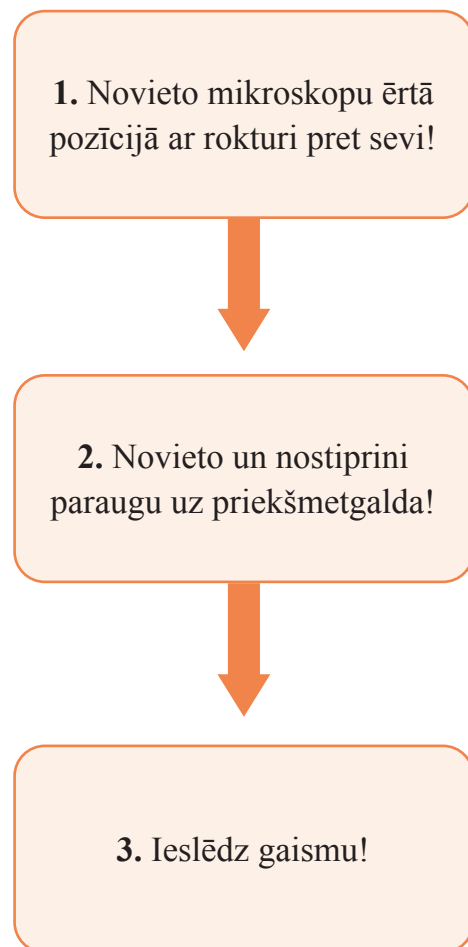 1. Novieto mikroskopu ērtā
pozīcijā ar rokturi pret sevi!
2. Novieto un nostiprini
paraugu uz priekšmetgalda!
3. Ieslēdz gaismu!